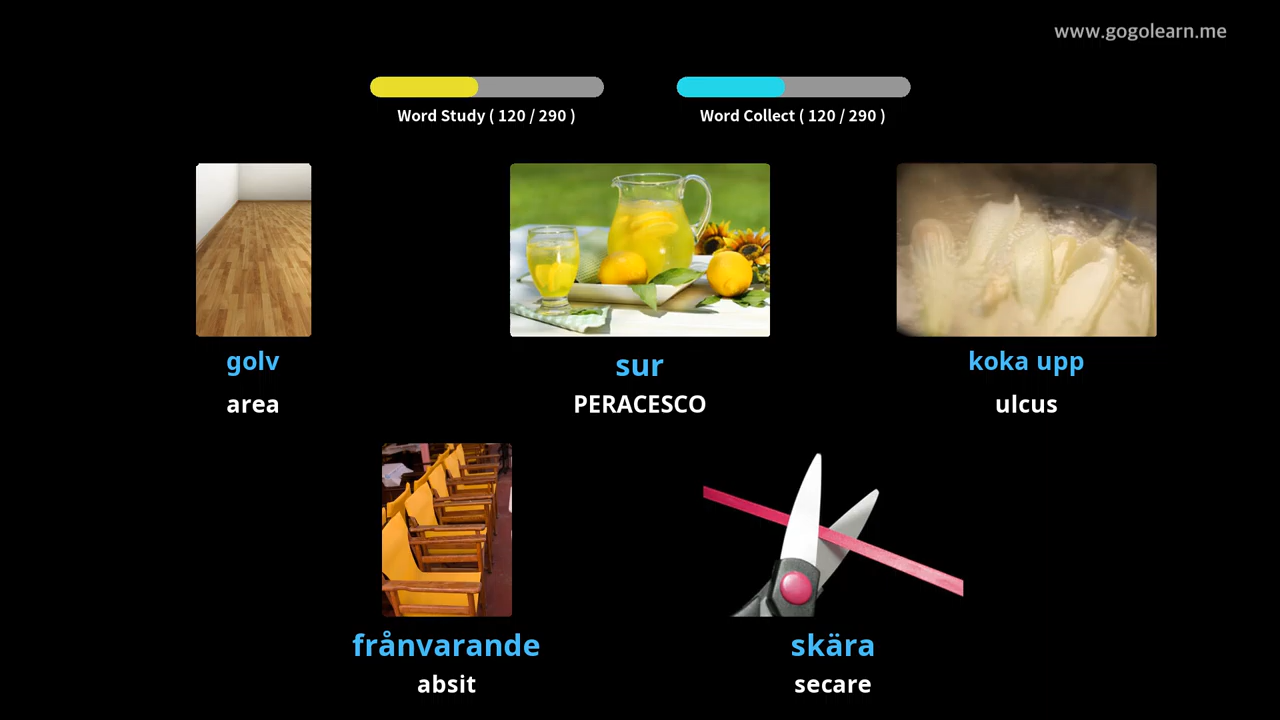 www.gogolearn.me
Word Study ( 120 / 290 )
Word Collect ( 120 / 290 )
golv
area
sur
PERACESCO
koka upp
ulcus
frånvarande
absit
skära
secare